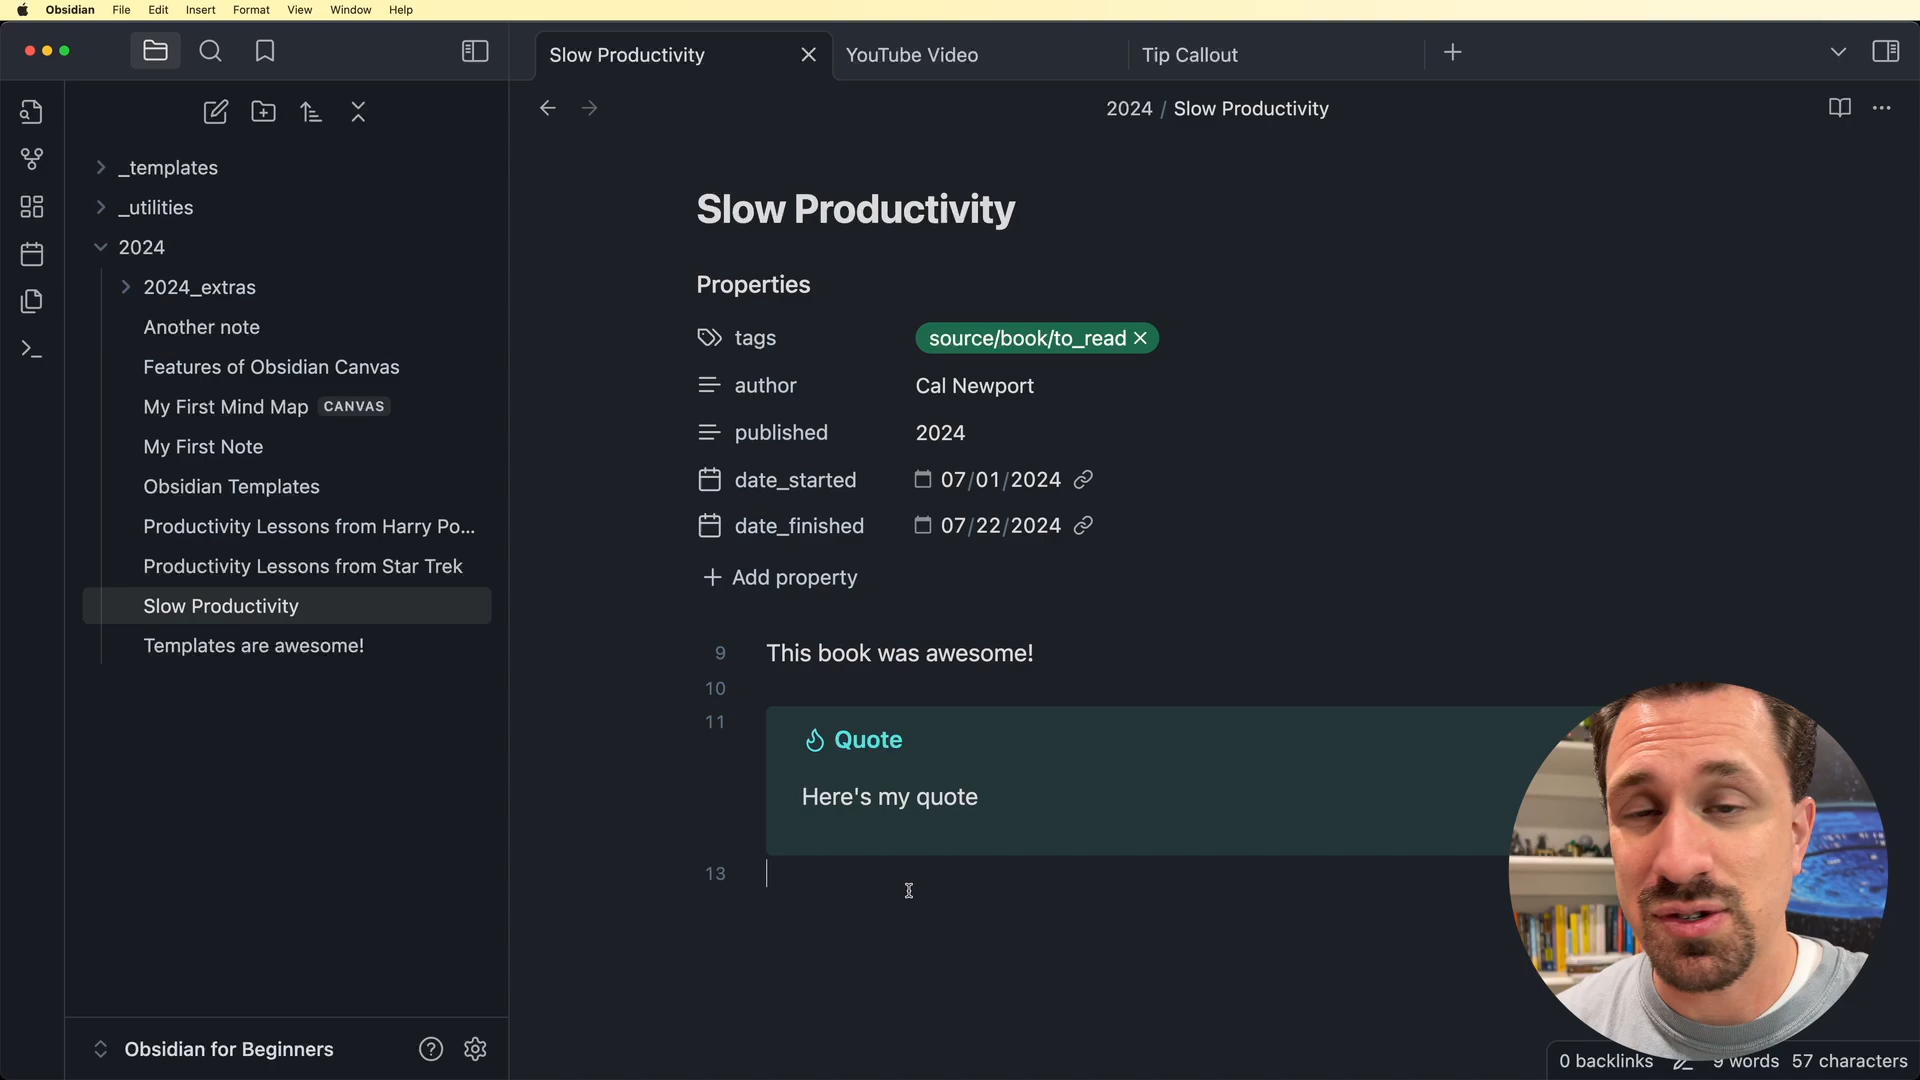 Obsidian File Edit Insert Format View Window Help
Slow Productivity YouTube Video Tip Callout
2024 / Slow Productivity
_templates
_utilities
2024
2024_extras
Another note
Features of Obsidian Canvas
My First Mind Map CANVAS
My First Note
Obsidian Templates
Productivity Lessons from Harry Po...
Productivity Lessons from Star Trek
Slow Productivity
Templates are awesome!
Obsidian for Beginners
Slow Productivity
Properties
tags source/book/to_read
author Cal Newport
published 2024
date_started 07/01/2024
date_finished 07/22/2024
Add property
9 This book was awesome!
10
11 Quote
Here's my quote
13
0 backlinks 9 words 57 characters